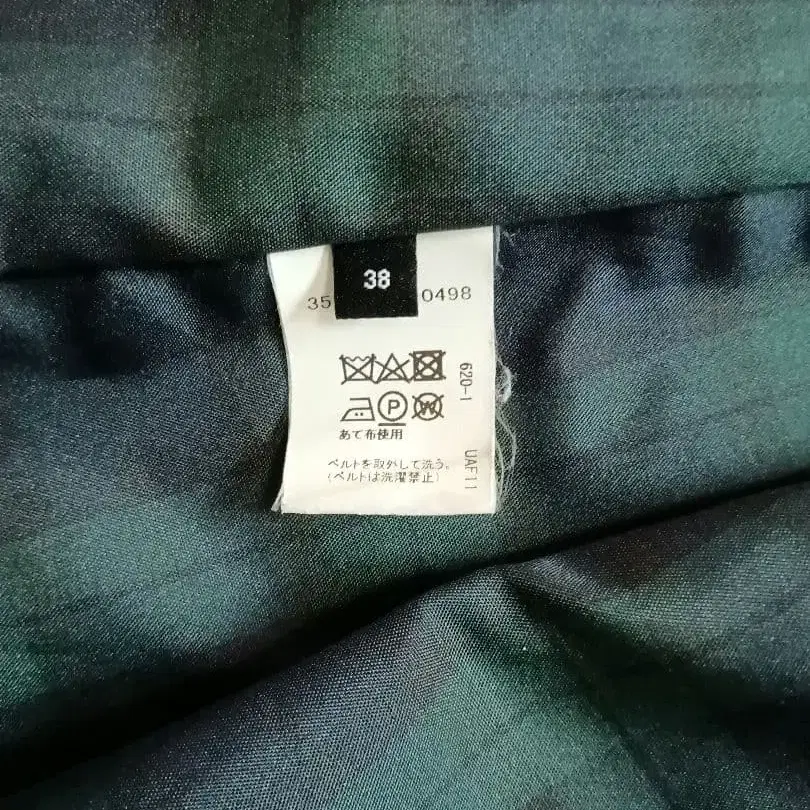 38
35 0498
P W
あて布使用
ベルトを取外して洗う。
(ベルトは洗濯禁止)
620-1 UAF11